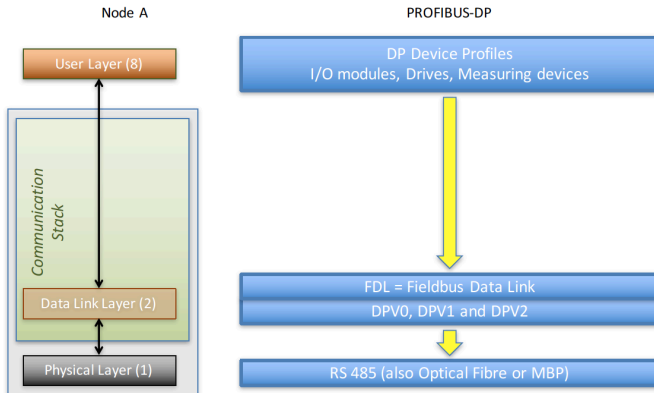 Node A
PROFIBUS-DP
User Layer (8)
DP Device Profiles
I/O modules, Drives, Measuring devices
Communication
Stack
Data Link Layer (2)
FDL = Fieldbus Data Link
DPV0, DPV1 and DPV2
Physical Layer (1)
RS 485 (also Optical Fibre or MBP)